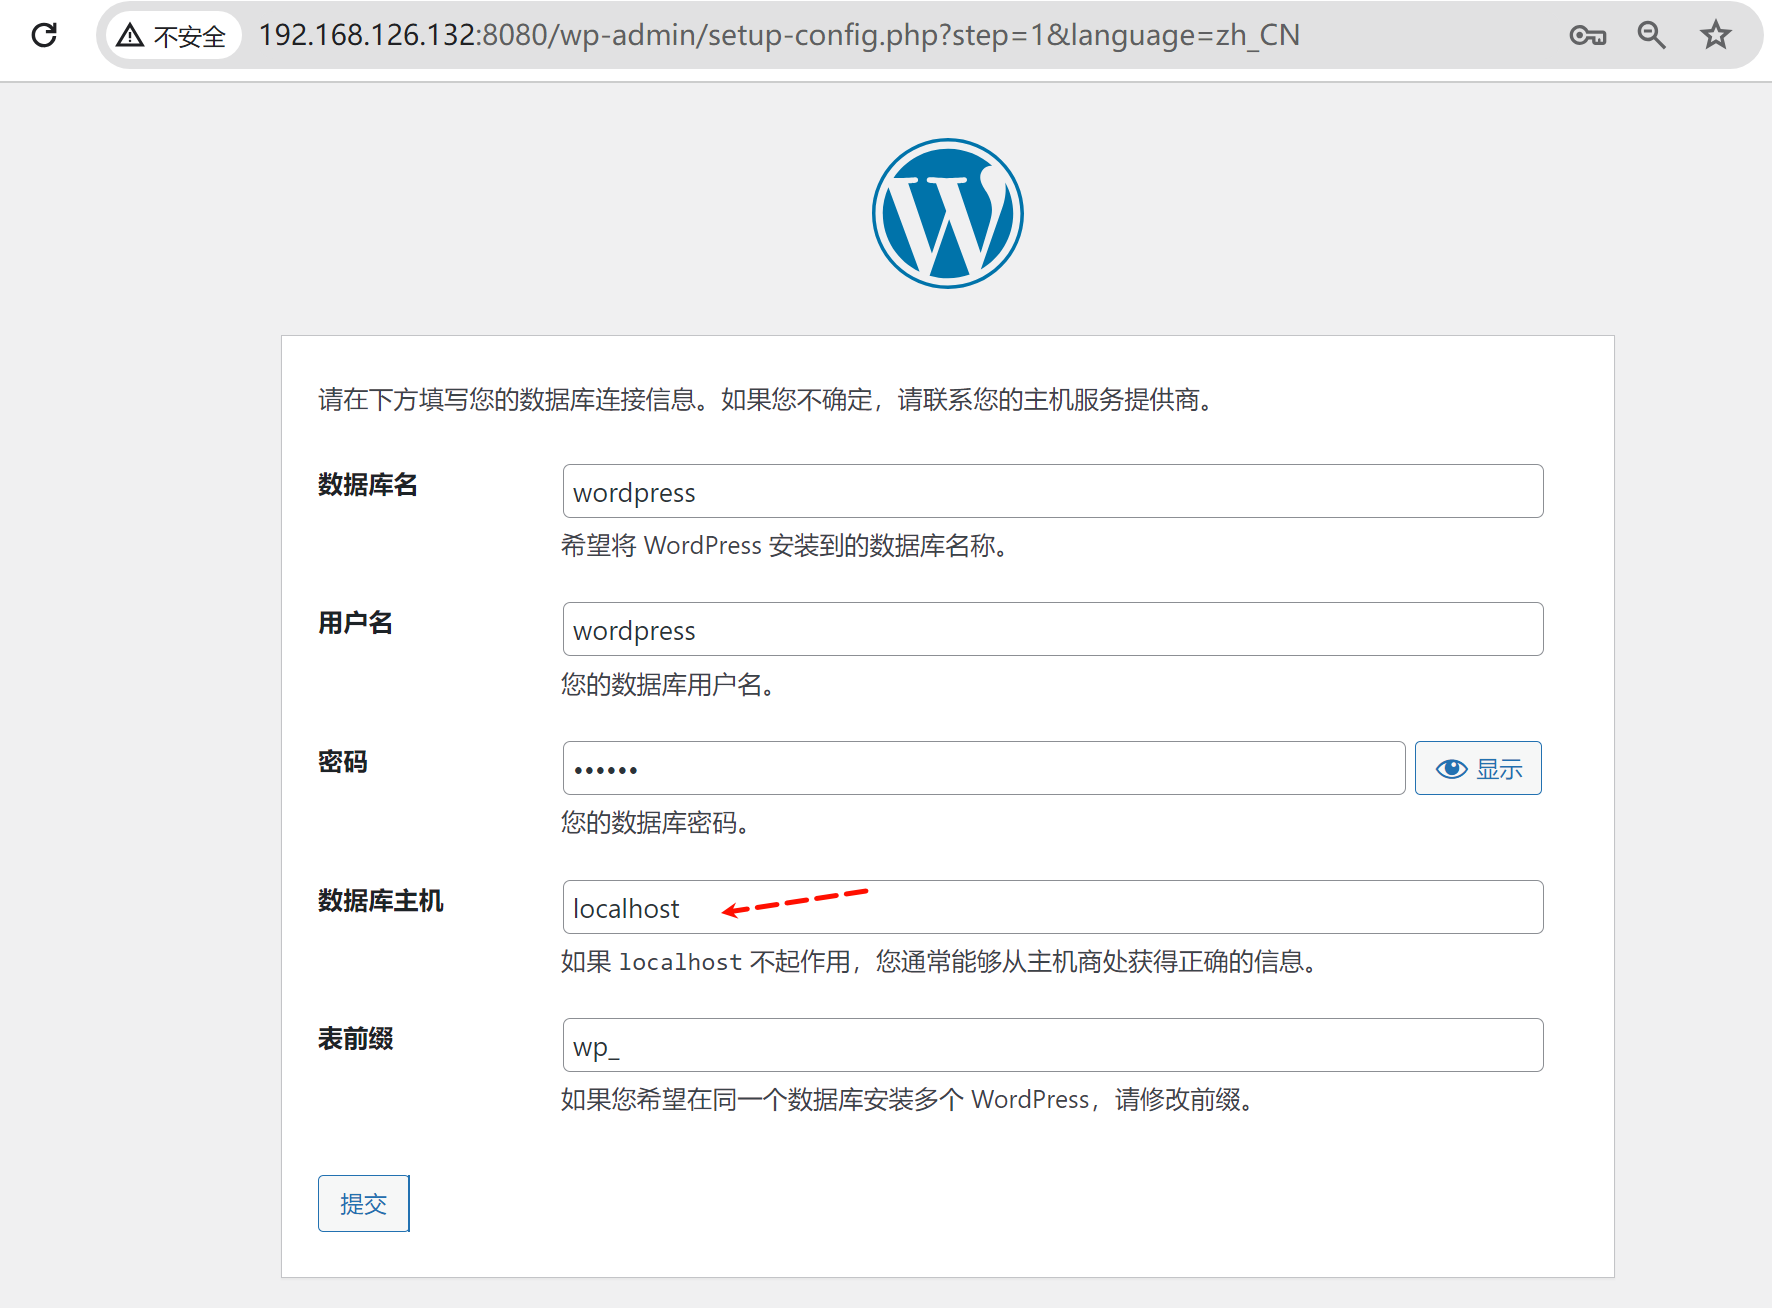 不安全 192.168.126.132:8080/wp-admin/setup-config.php?step=1&language=zh_CN
请在下方填写您的数据库连接信息。如果您不确定，请联系您的主机服务提供商。
数据库名 wordpress
希望将 WordPress 安装到的数据库名称。
用户名 wordpress
您的数据库用户名。
密码 •••••• 显示
您的数据库密码。
数据库主机 localhost
如果 localhost 不起作用，您通常能够从主机商处获得正确的信息。
表前缀 wp_
如果您希望在同一个数据库安装多个 WordPress，请修改前缀。
提交